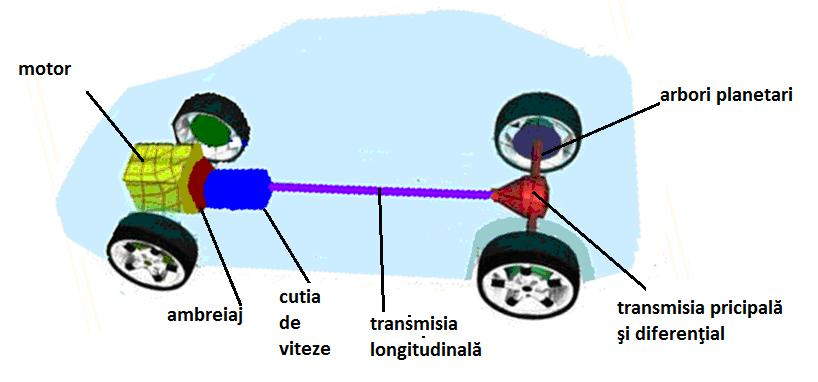 motor
arbori planetari
ambreiaj
cutia
de
viteze
transmisia
longitudinală
transmisia pricipală
şi diferenţial